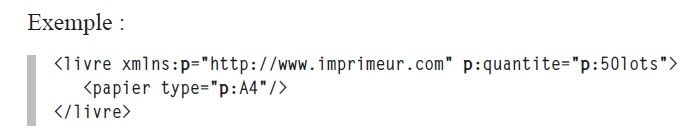 Exemple :
<livre xmlns:p="http://www.imprimeur.com" p:quantite="p:50lots">
<papier type="p:A4"/>
</livre>